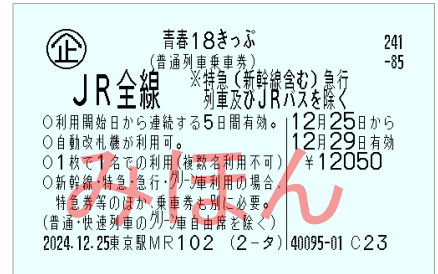 企 青春18きっぷ 241
(普通列車乗車券) -85
JR全線 ※特急(新幹線含む)急行
列車及びJRバスを除く
○利用開始日から連続する5日間有効。 12月25日から
○自動改札機が利用可。 12月29日有効
○1枚で1名での利用(複数名利用不可) ¥12050
○新幹線・特急・急行・グリーン車利用の場合、
特急券等のほか、乗車券も別に必要。
(普通・快速列車のグリーン車自由席を除く)
2024.12.25東京駅MR102 (2-タ) 40095-01 C23
みほん